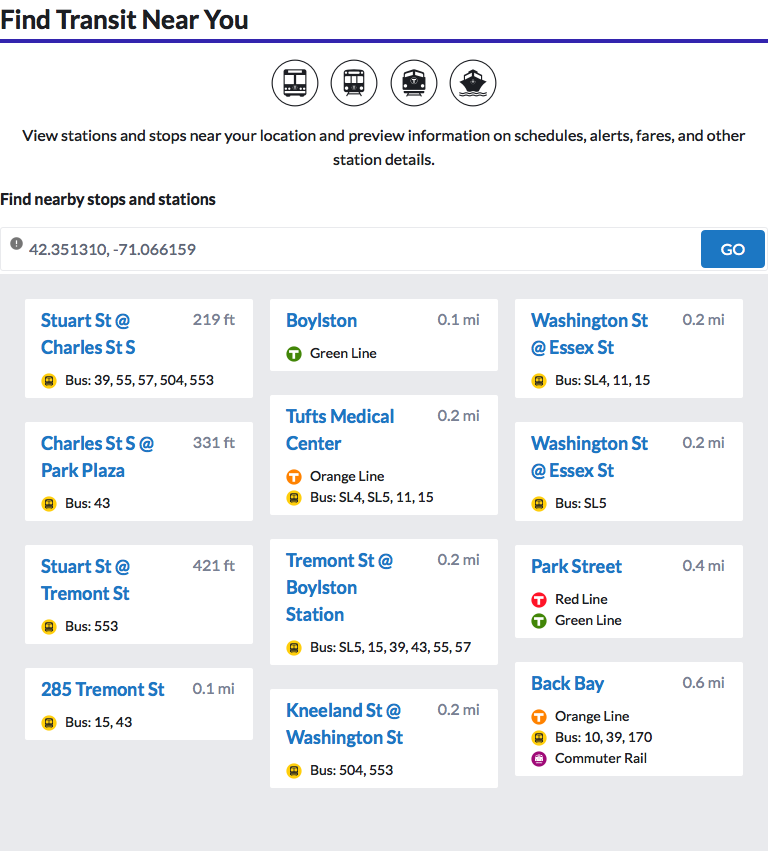 Find Transit Near You
View stations and stops near your location and preview information on schedules, alerts, fares, and other
station details.
Find nearby stops and stations
42.351310, -71.066159
GO
Stuart St @
Charles St S
219 ft
Bus: 39, 55, 57, 504, 553
Charles St S @
Park Plaza
331 ft
Bus: 43
Stuart St @
Tremont St
421 ft
Bus: 553
285 Tremont St
0.1 mi
Bus: 15, 43
Boylston
0.1 mi
T
Green Line
Tufts Medical
Center
0.2 mi
T
Orange Line
Bus: SL4, SL5, 11, 15
Tremont St @
Boylston
Station
0.2 mi
Bus: SL5, 15, 39, 43, 55, 57
Kneeland St @
Washington St
0.2 mi
Bus: 504, 553
Washington St
@ Essex St
0.2 mi
Bus: SL4, 11, 15
Washington St
@ Essex St
0.2 mi
Bus: SL5
Park Street
0.4 mi
T
Red Line
T
Green Line
Back Bay
0.6 mi
T
Orange Line
Bus: 10, 39, 170
Commuter Rail